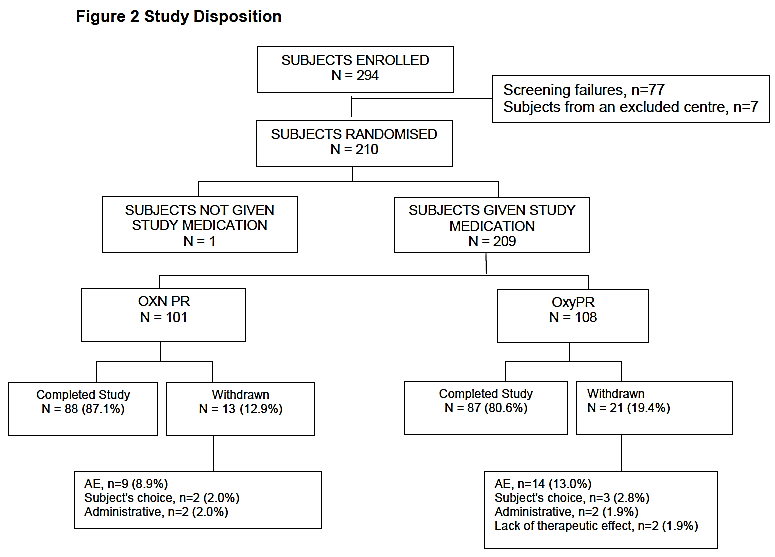 Figure 2 Study Disposition
SUBJECTS ENROLLED
N = 294
Screening failures, n=77
Subjects from an excluded centre, n=7
SUBJECTS RANDOMISED
N = 210
SUBJECTS NOT GIVEN
STUDY MEDICATION
N = 1
SUBJECTS GIVEN STUDY
MEDICATION
N = 209
OXN PR
N = 101
OxyPR
N = 108
Completed Study
N = 88 (87.1%)
Withdrawn
N = 13 (12.9%)
Completed Study
N = 87 (80.6%)
Withdrawn
N = 21 (19.4%)
AE, n=9 (8.9%)
Subject's choice, n=2 (2.0%)
Administrative, n=2 (2.0%)
AE, n=14 (13.0%)
Subject's choice, n=3 (2.8%)
Administrative, n=2 (1.9%)
Lack of therapeutic effect, n=2 (1.9%)